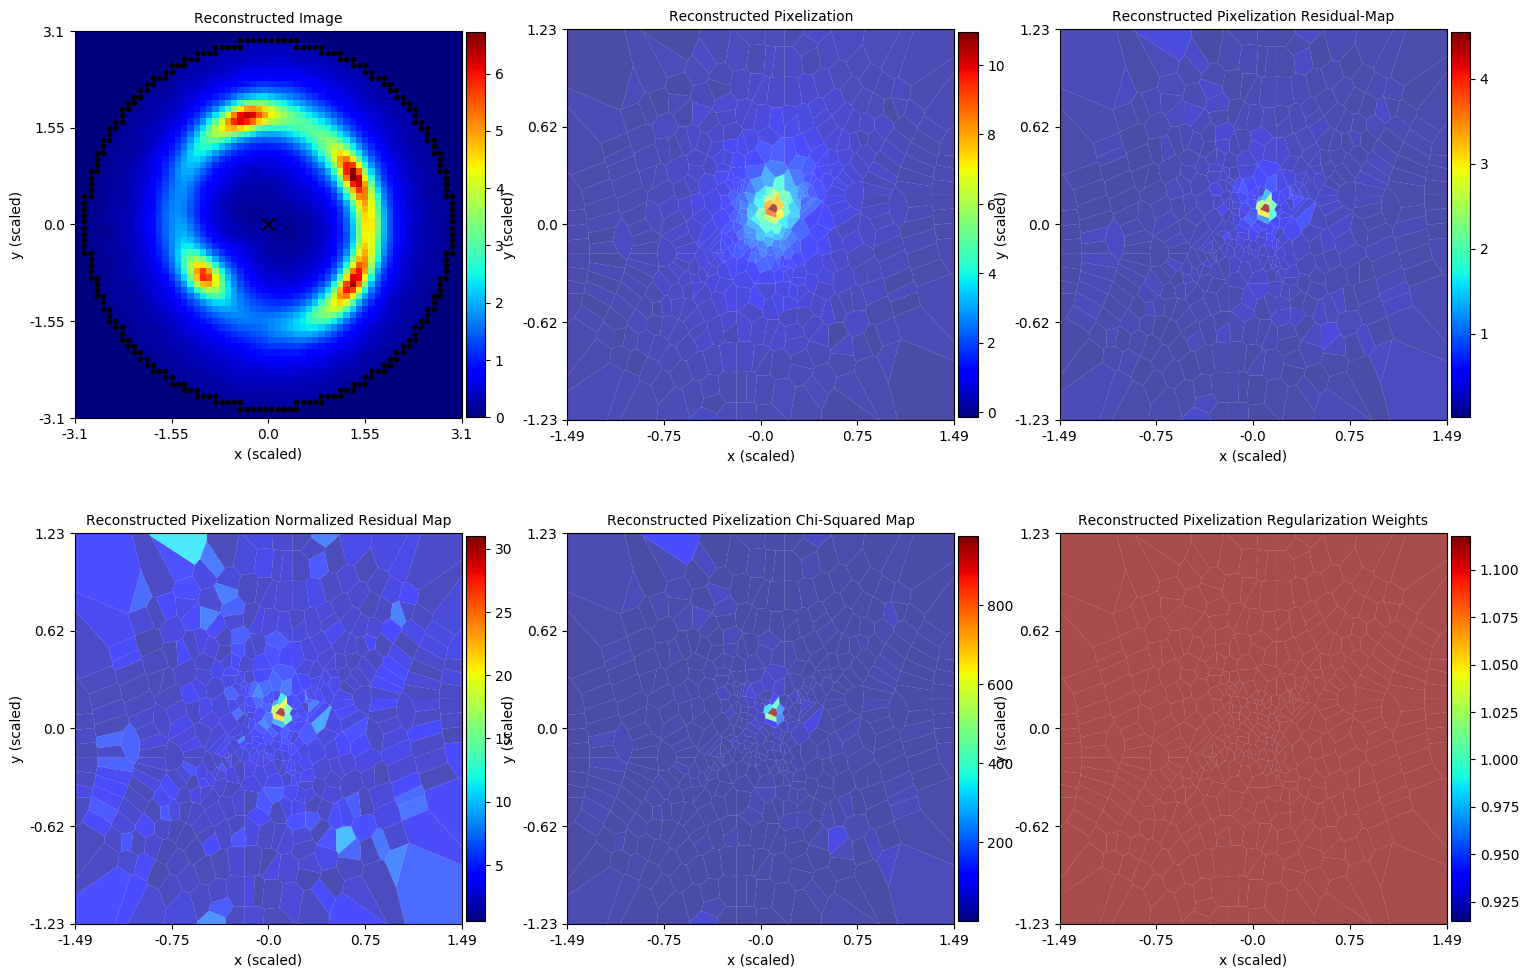 Reconstructed Image
3.1
1.55
0.0
-1.55
-3.1
-3.1 -1.55 0.0 1.55 3.1
x (scaled)
y (scaled)
6
5
4
3
2
1
0
Reconstructed Pixelization
1.23
0.62
0.0
-0.62
-1.23
-1.49 -0.75 -0.0 0.75 1.49
x (scaled)
y (scaled)
10
8
6
4
2
0
Reconstructed Pixelization Residual-Map
1.23
0.62
0.0
-0.62
-1.23
-1.49 -0.75 -0.0 0.75 1.49
x (scaled)
y (scaled)
4
3
2
1
Reconstructed Pixelization Normalized Residual Map
1.23
0.62
0.0
-0.62
-1.23
-1.49 -0.75 -0.0 0.75 1.49
x (scaled)
y (scaled)
30
25
20
15
10
5
Reconstructed Pixelization Chi-Squared Map
1.23
0.62
0.0
-0.62
-1.23
-1.49 -0.75 -0.0 0.75 1.49
x (scaled)
y (scaled)
800
600
400
200
Reconstructed Pixelization Regularization Weights
1.23
0.62
0.0
-0.62
-1.23
-1.49 -0.75 -0.0 0.75 1.49
x (scaled)
y (scaled)
1.100
1.075
1.050
1.025
1.000
0.975
0.950
0.925